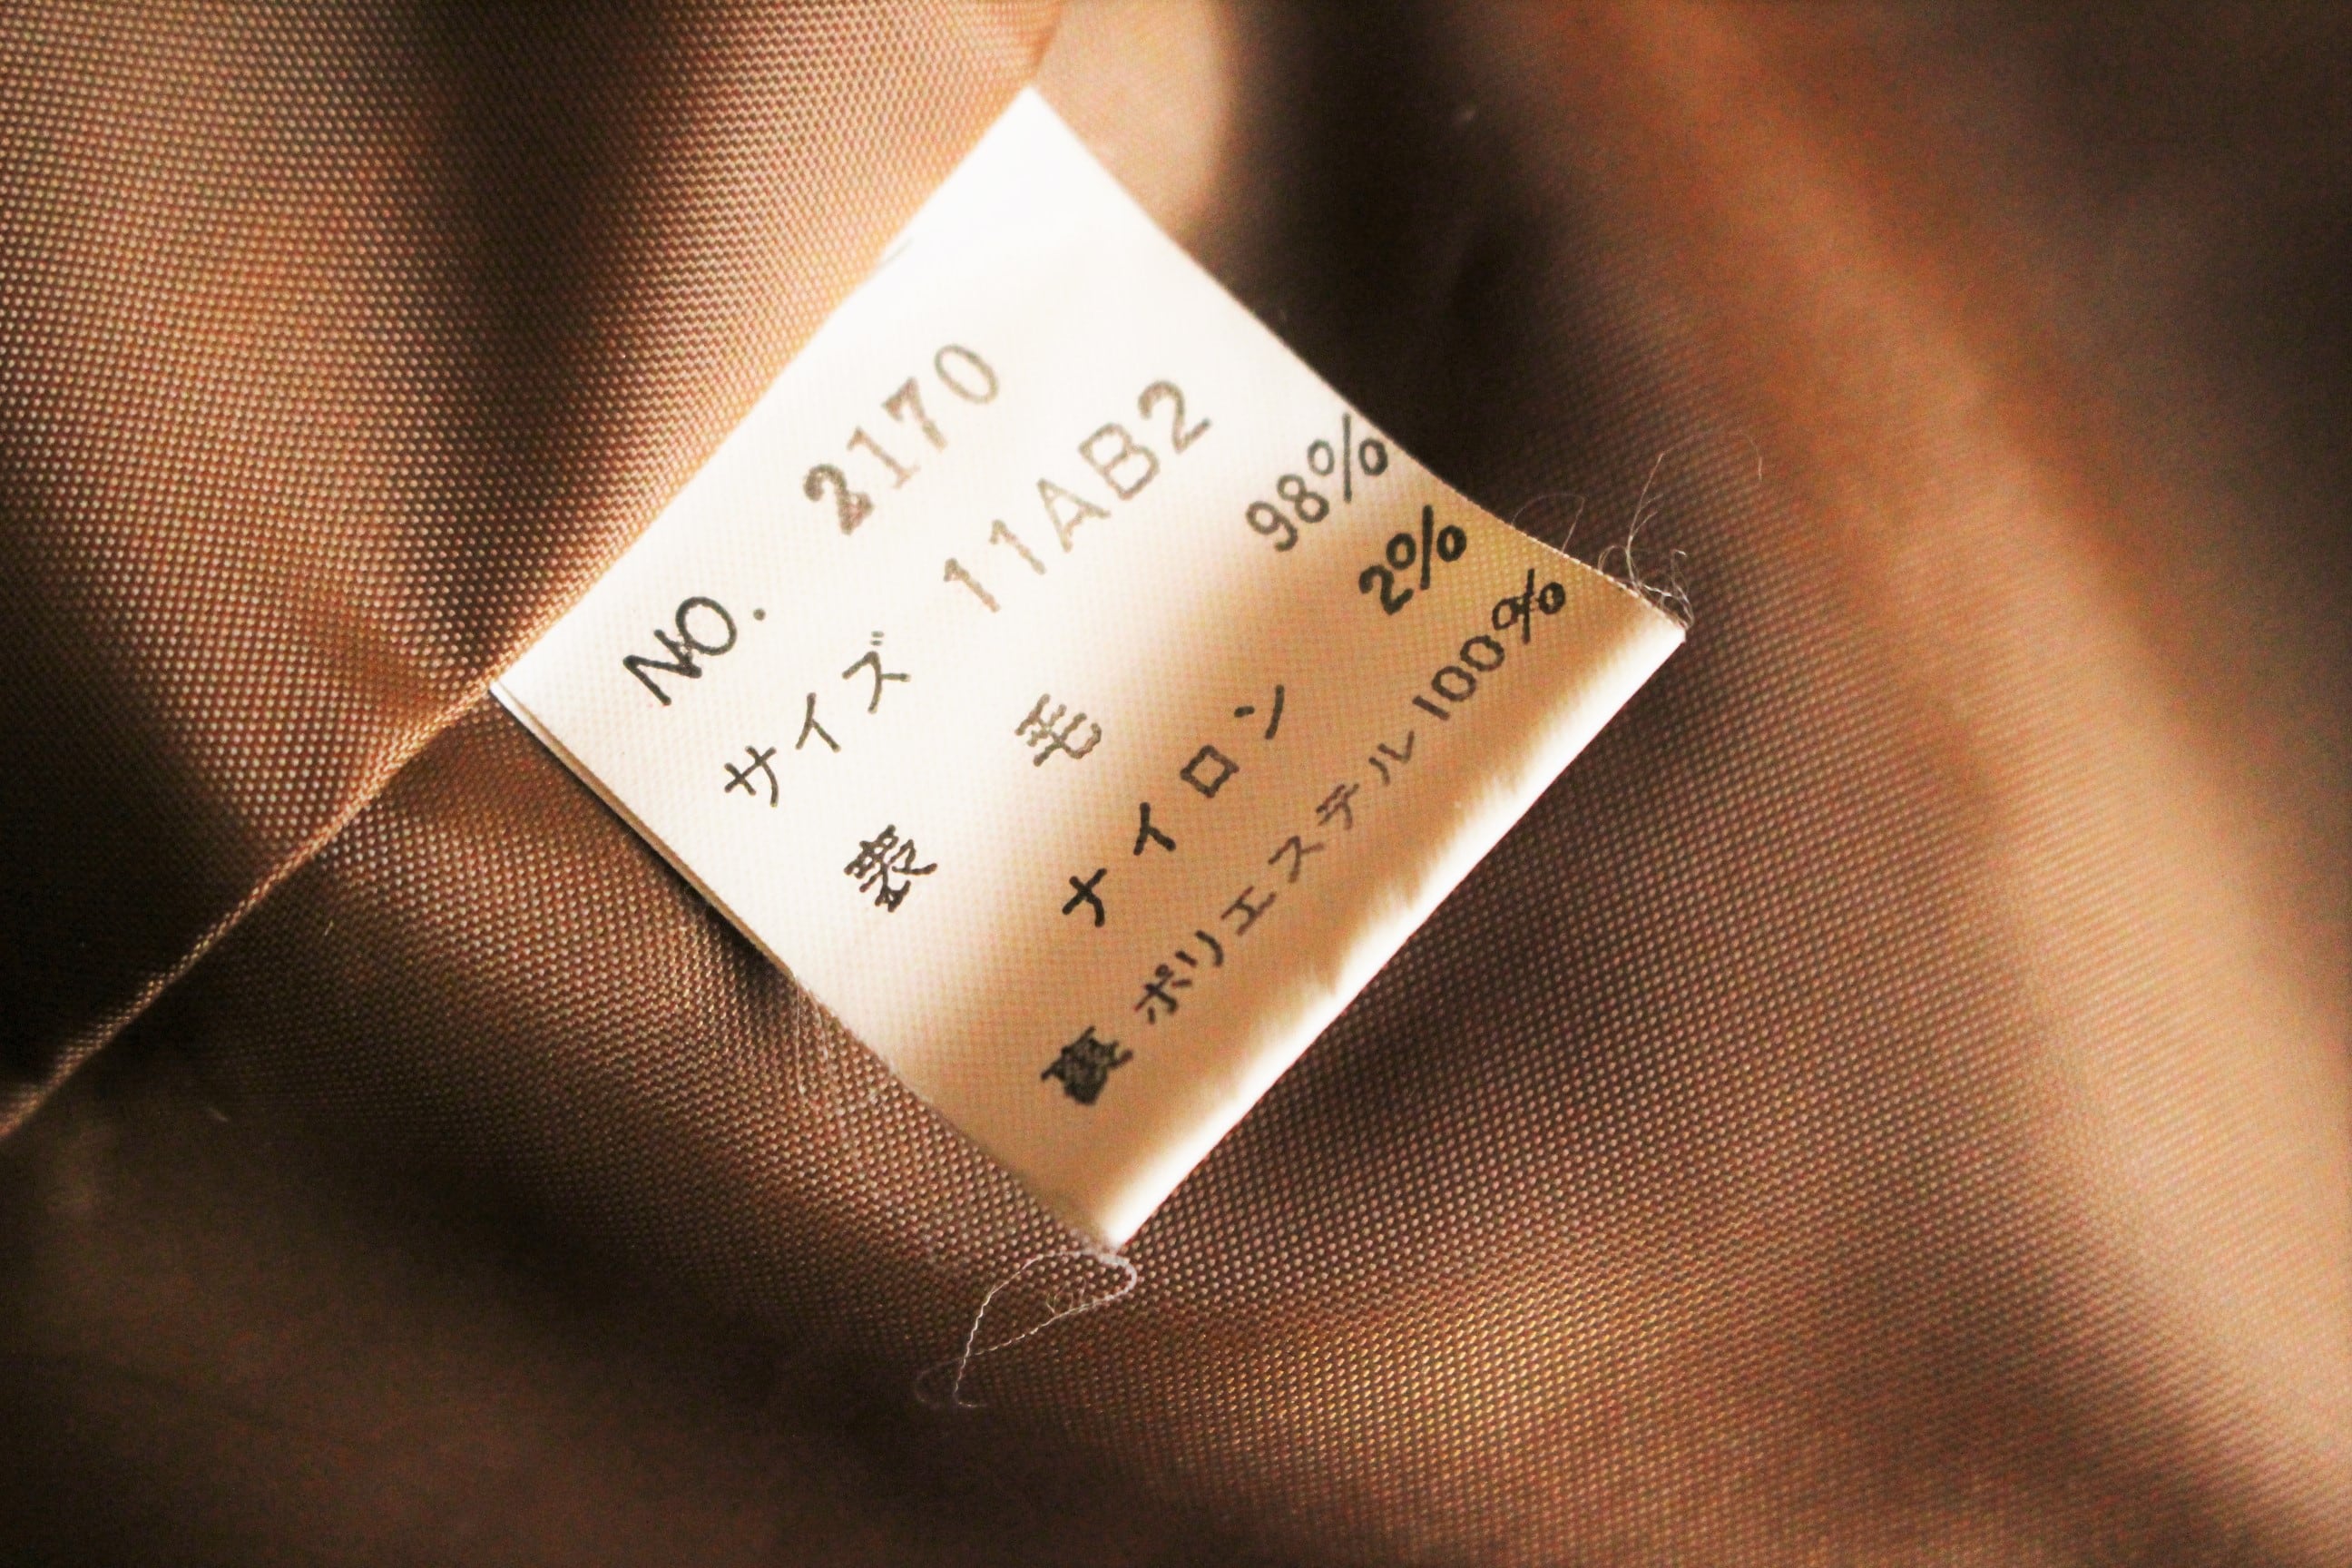 NO. 2170
サイズ 11AB2
表 毛 98%
ナイロン 2%
裏 ポリエステル 100%